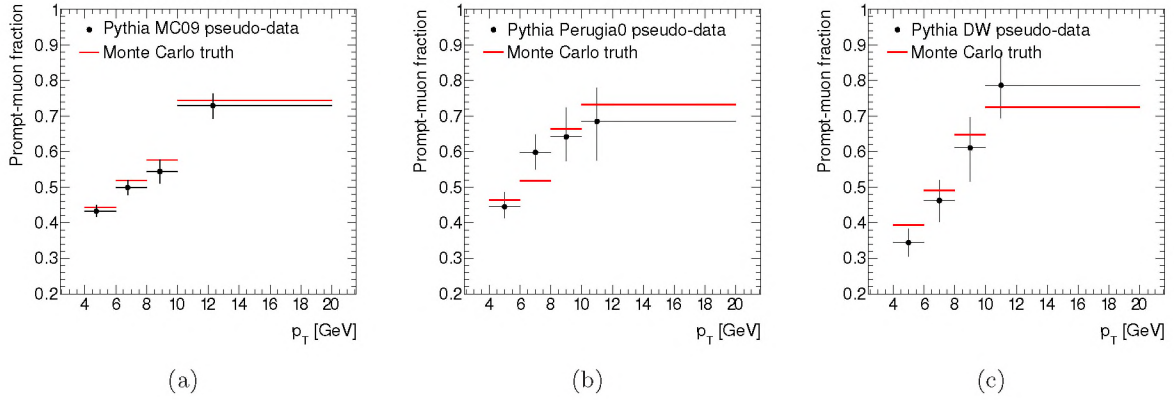 Prompt-muon fraction
1
0.9
0.8
0.7
0.6
0.5
0.4
0.3
0.2
Pythia MC09 pseudo-data
Monte Carlo truth
4 6 8 10 12 14 16 18 20
p_T [GeV]
(a)
Prompt-muon fraction
1
0.9
0.8
0.7
0.6
0.5
0.4
0.3
0.2
Pythia Perugia0 pseudo-data
Monte Carlo truth
4 6 8 10 12 14 16 18 20
p_T [GeV]
(b)
Prompt-muon fraction
1
0.9
0.8
0.7
0.6
0.5
0.4
0.3
0.2
Pythia DW pseudo-data
Monte Carlo truth
4 6 8 10 12 14 16 18 20
p_T [GeV]
(c)